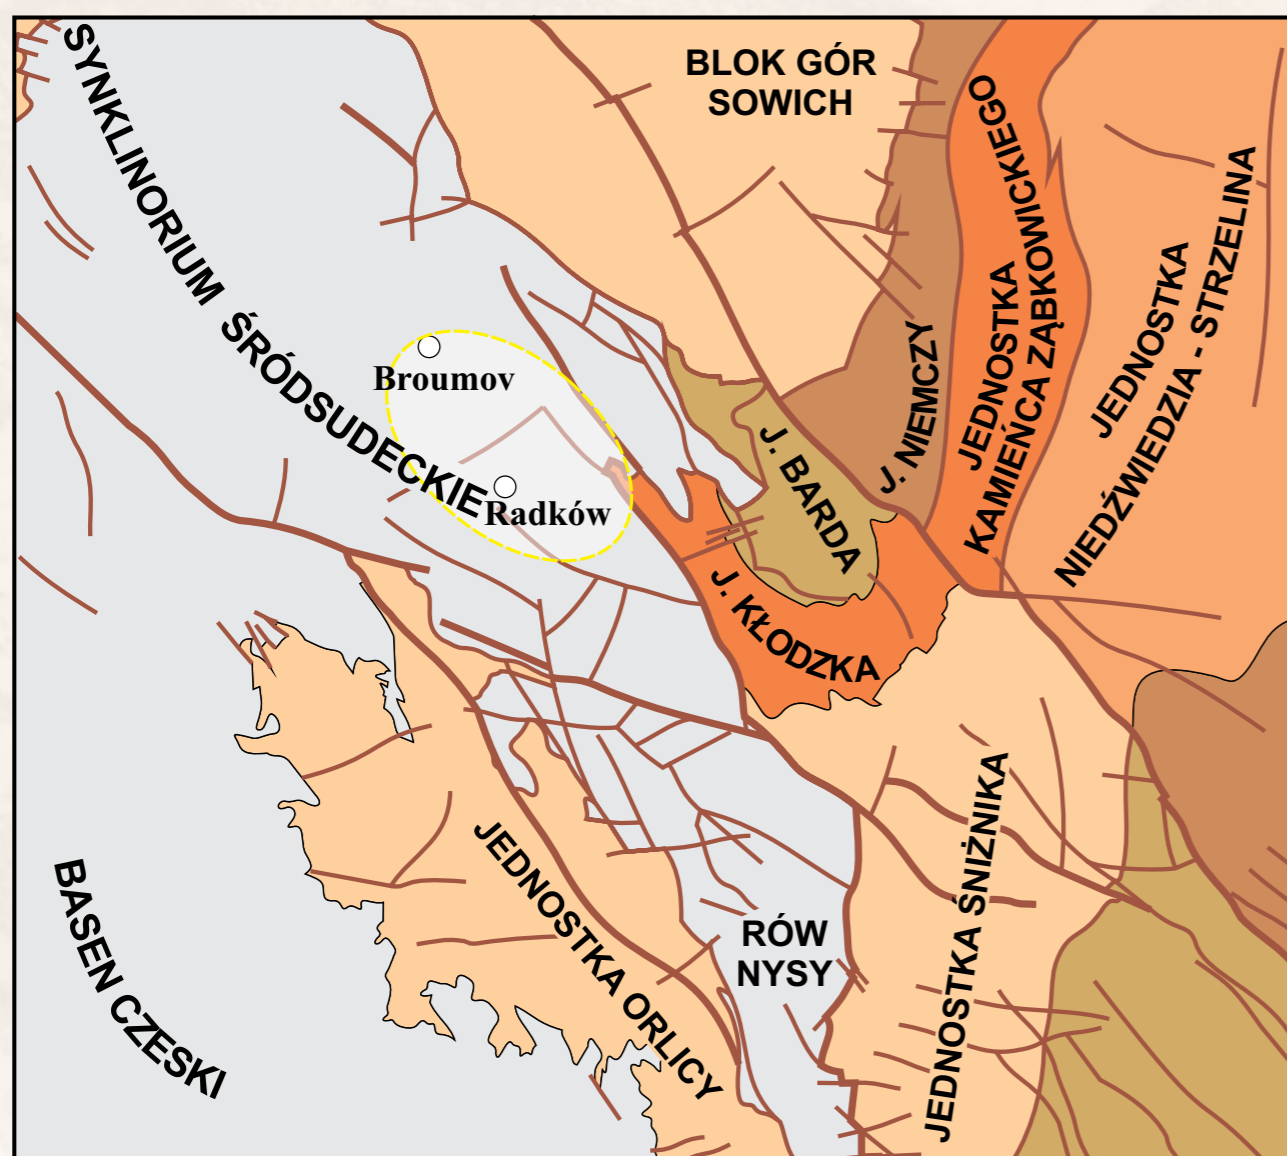 BLOK GÓR
SOWICH
SYNKLINORIUM ŚRÓDSUDECKIE
Broumov
Radków
J. BARDA
J. NIEMCZY
JEDNOSTKA
KAMIEŃCA ZĄBKOWICKIEGO
JEDNOSTKA
NIEDŹWIEDZIA - STRZELINA
J. KŁODZKA
JEDNOSTKA SNIŻNIKA
JEDNOSTKA ORLICY
RÓW
NYSY
BASEN CZESKI